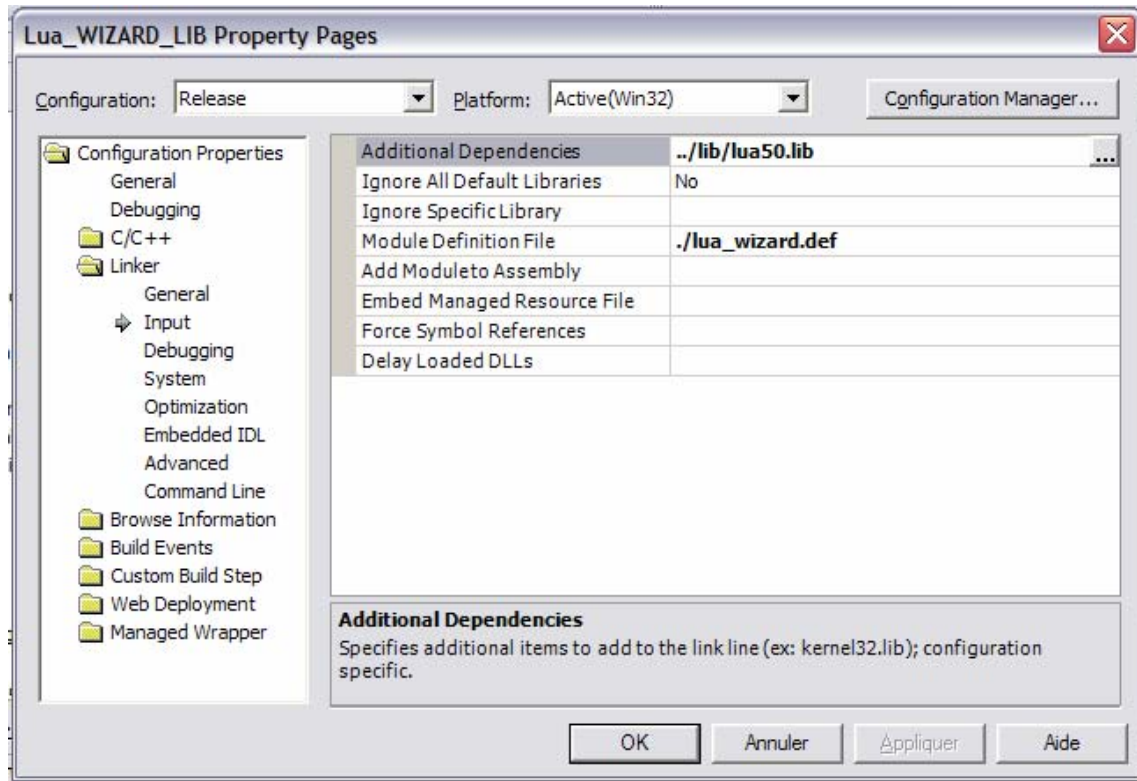 Lua_WIZARD_LIB Property Pages
Configuration: Release Platform: Active(Win32) Configuration Manager...
Configuration Properties
General
Debugging
C/C++
Linker
General
Input
Debugging
System
Optimization
Embedded IDL
Advanced
Command Line
Browse Information
Build Events
Custom Build Step
Web Deployment
Managed Wrapper
Additional Dependencies ../lib/lua50.lib ...
Ignore All Default Libraries No
Ignore Specific Library
Module Definition File ./lua_wizard.def
Add Moduleto Assembly
Embed Managed Resource File
Force Symbol References
Delay Loaded DLLs
Additional Dependencies
Specifies additional items to add to the link line (ex: kernel32.lib); configuration
specific.
OK Annuler Appliquer Aide